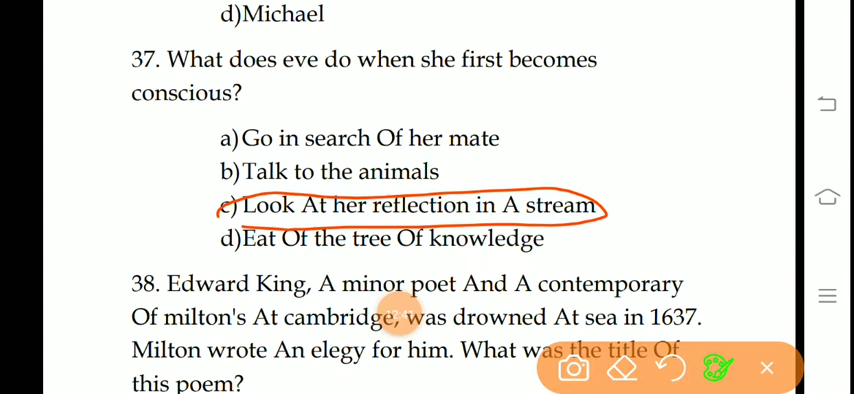 d)Michael
37. What does eve do when she first becomes
conscious?
a)Go in search Of her mate
b)Talk to the animals
c)Look At her reflection in A stream
d)Eat Of the tree Of knowledge
38. Edward King, A minor poet And A contemporary
Of milton's At cambridge, was drowned At sea in 1637.
Milton wrote An elegy for him. What was the title Of
this poem?